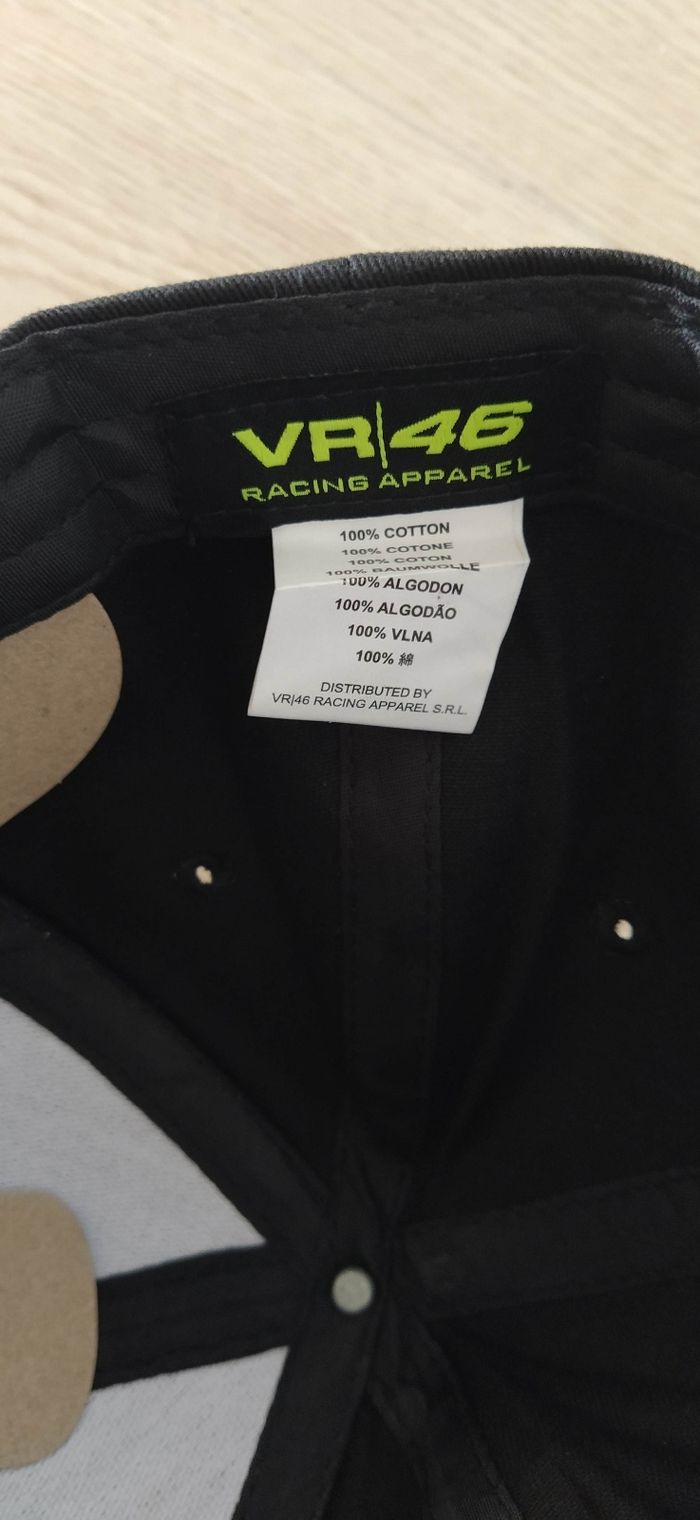 VR|46
RACING APPAREL
100% COTTON
100% COTONE
100% COTON
100% BAUMWOLLE
100% ALGODON
100% ALGODÃO
100% VLNA
100% 綿
DISTRIBUTED BY
VR|46 RACING APPAREL S.R.L.